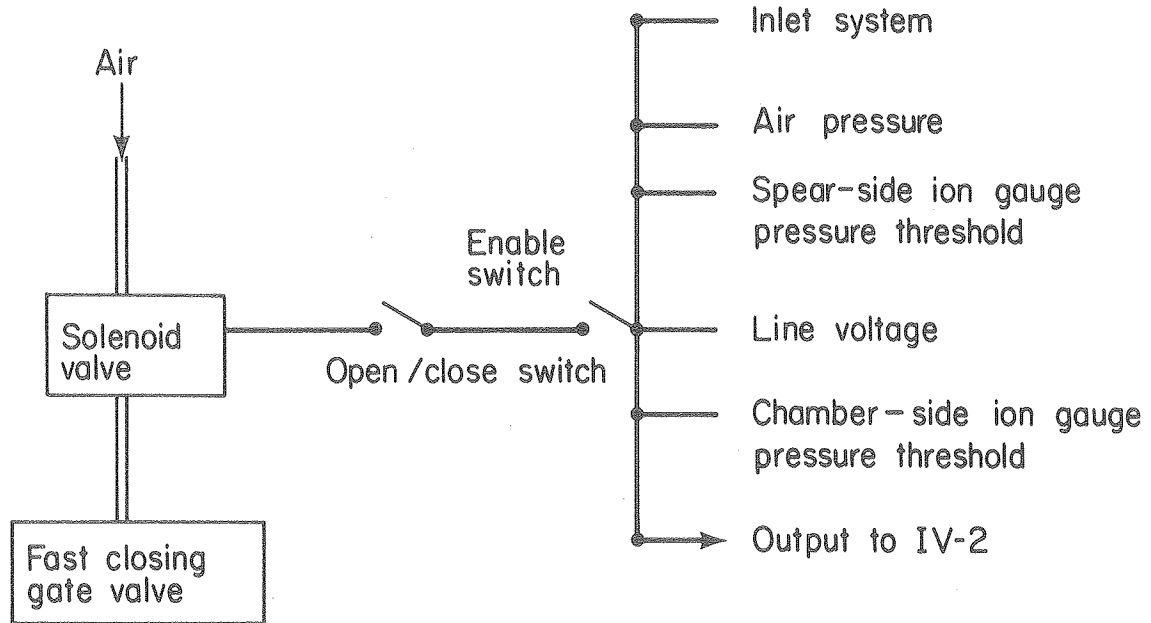 Inlet system
Air
Air pressure
Spear-side ion gauge
pressure threshold
Enable
switch
Solenoid
valve
Line voltage
Open/close switch
Chamber-side ion gauge
pressure threshold
Output to IV-2
Fast closing
gate valve